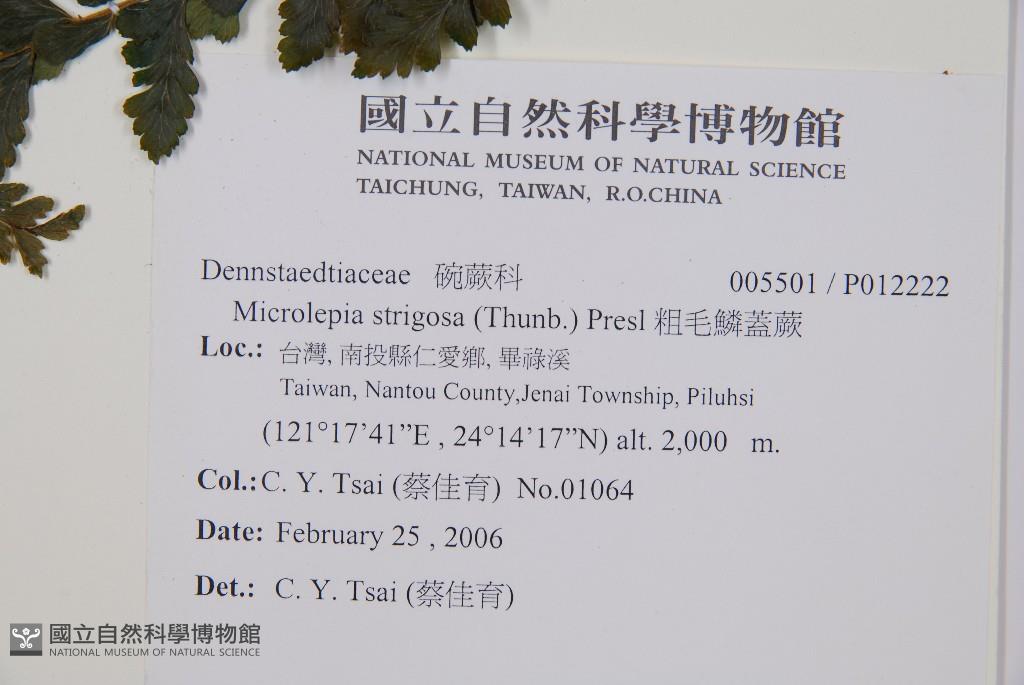 國立自然科學博物館
NATIONAL MUSEUM OF NATURAL SCIENCE
TAICHUNG, TAIWAN, R.O.CHINA
Dennstaedtiaceae 碗蕨科 005501 / P012222
Microlepia strigosa (Thunb.) Presl 粗毛鱗蓋蕨
Loc.: 台灣, 南投縣仁愛鄉, 畢祿溪
Taiwan, Nantou County,Jenai Township, Piluhsi
(121°17’41”E , 24°14’17”N) alt. 2,000 m.
Col.: C. Y. Tsai (蔡佳育) No.01064
Date: February 25 , 2006
Det.: C. Y. Tsai (蔡佳育)
國立自然科學博物館
NATIONAL MUSEUM OF NATURAL SCIENCE